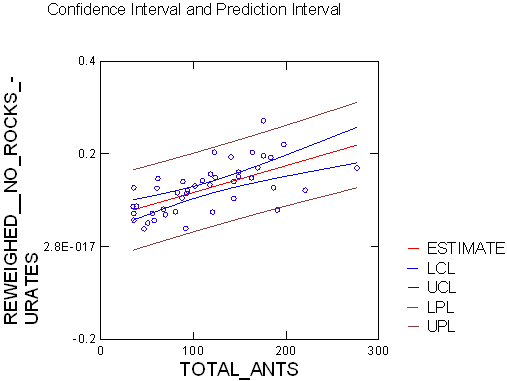 Confidence Interval and Prediction Interval
REWEIGHED__NO_ROCKS_-
URATES
0.4
0.2
2.8E-017
-0.2
0
100
200
300
TOTAL_ANTS
ESTIMATE
LCL
UCL
LPL
UPL